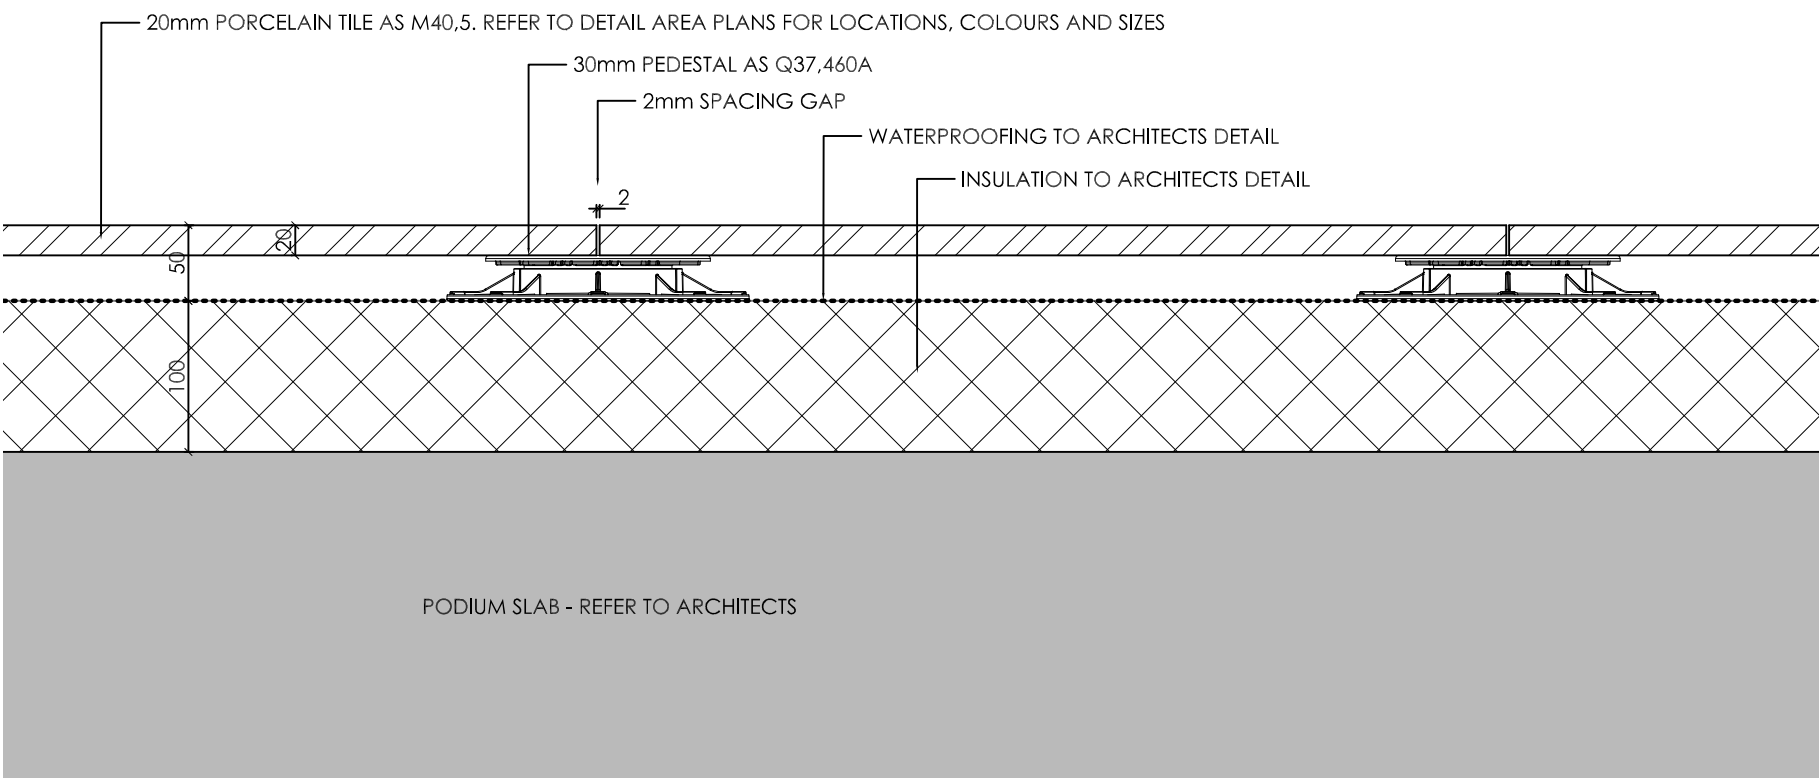 20mm PORCELAIN TILE AS M40,5. REFER TO DETAIL AREA PLANS FOR LOCATIONS, COLOURS AND SIZES
30mm PEDESTAL AS Q37,460A
2mm SPACING GAP
WATERPROOFING TO ARCHITECTS DETAIL
INSULATION TO ARCHITECTS DETAIL
2
20
50
100
PODIUM SLAB - REFER TO ARCHITECTS